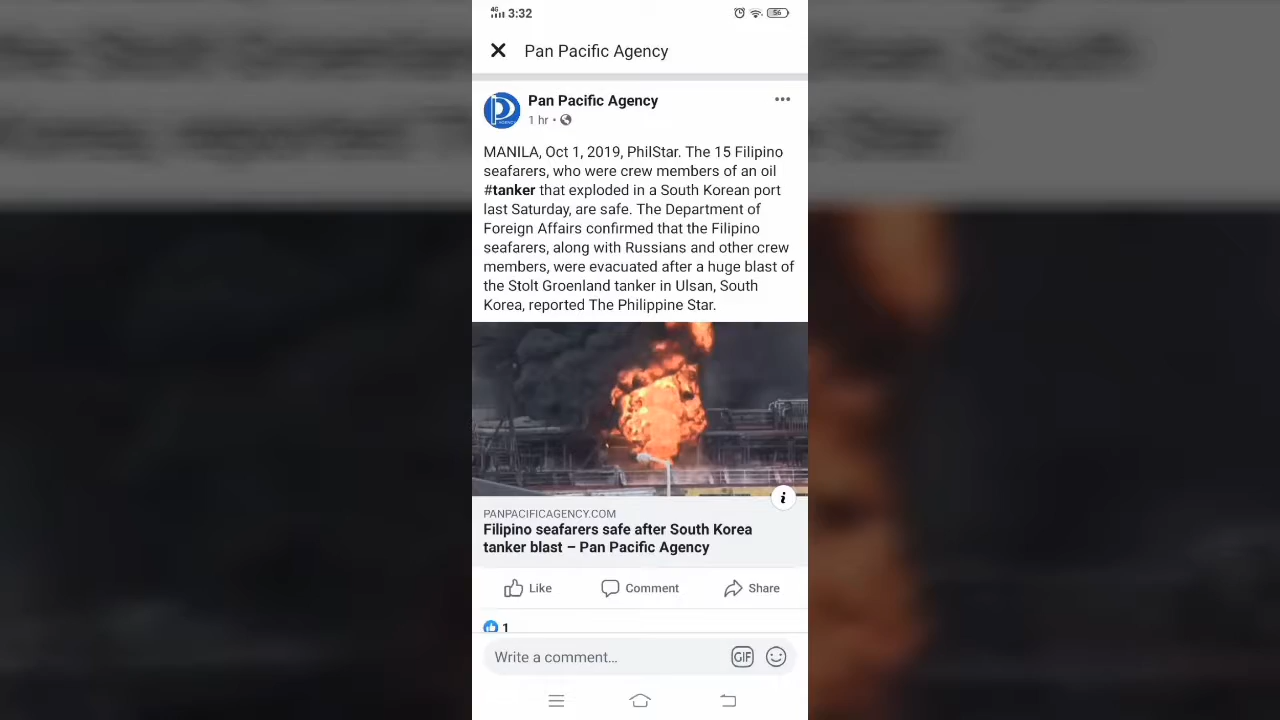 4G 3:32 56
Pan Pacific Agency
Pan Pacific Agency
1 hr •
MANILA, Oct 1, 2019, PhilStar. The 15 Filipino
seafarers, who were crew members of an oil
#tanker that exploded in a South Korean port
last Saturday, are safe. The Department of
Foreign Affairs confirmed that the Filipino
seafarers, along with Russians and other crew
members, were evacuated after a huge blast of
the Stolt Groenland tanker in Ulsan, South
Korea, reported The Philippine Star.
PANPACIFICAGENCY.COM
Filipino seafarers safe after South Korea
tanker blast – Pan Pacific Agency
Like Comment Share
1
Write a comment... GIF